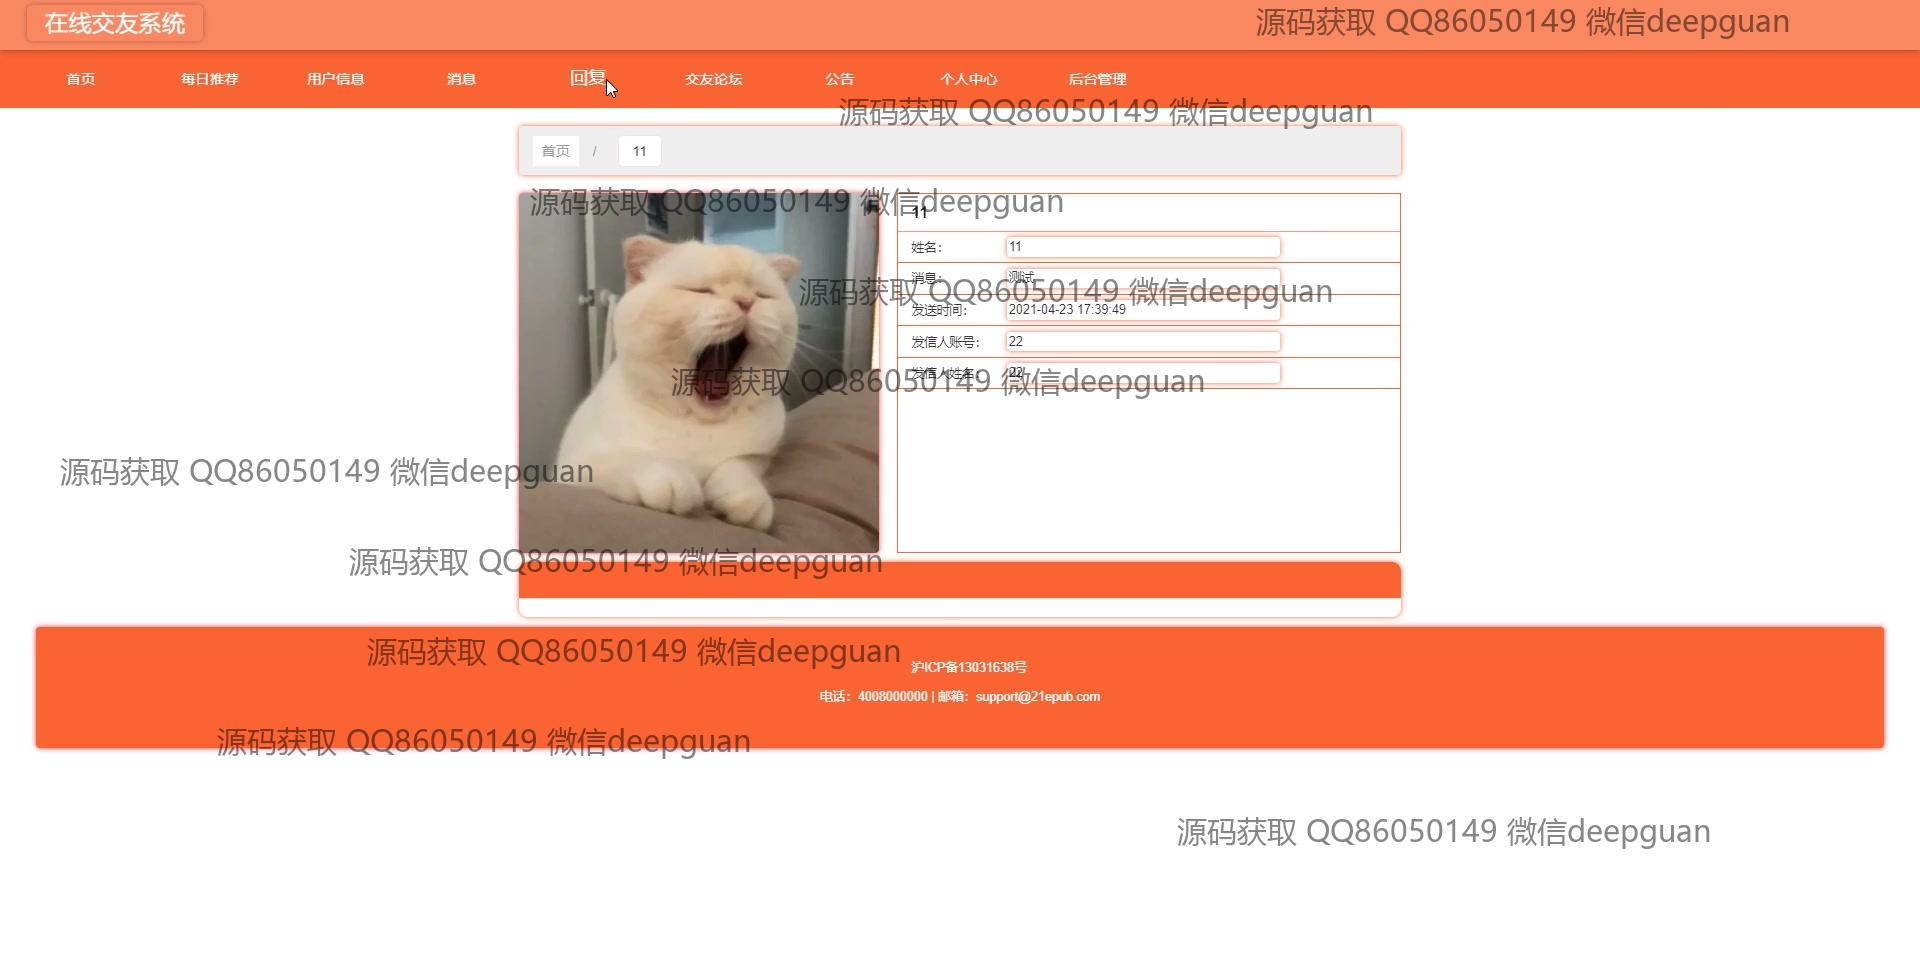 在线交友系统
源码获取 QQ86050149 微信deepguan
首页 每日推荐 用户信息 消息 回复 交友论坛 公告 个人中心 后台管理
源码获取 QQ86050149 微信deepguan
首页 / 11
源码获取 QQ86050149 微信deepguan
11
姓名: 11
消息: 测试
源码获取 QQ86050149 微信deepguan
发送时间: 2021-04-23 17:39:49
发信人账号: 22
发信人姓名: 22
源码获取 QQ86050149 微信deepguan
源码获取 QQ86050149 微信deepguan
源码获取 QQ86050149 微信deepguan
源码获取 QQ86050149 微信deepguan
沪ICP备13031638号
电话：4008000000 | 邮箱：support@21epub.com
源码获取 QQ86050149 微信deepguan
源码获取 QQ86050149 微信deepguan